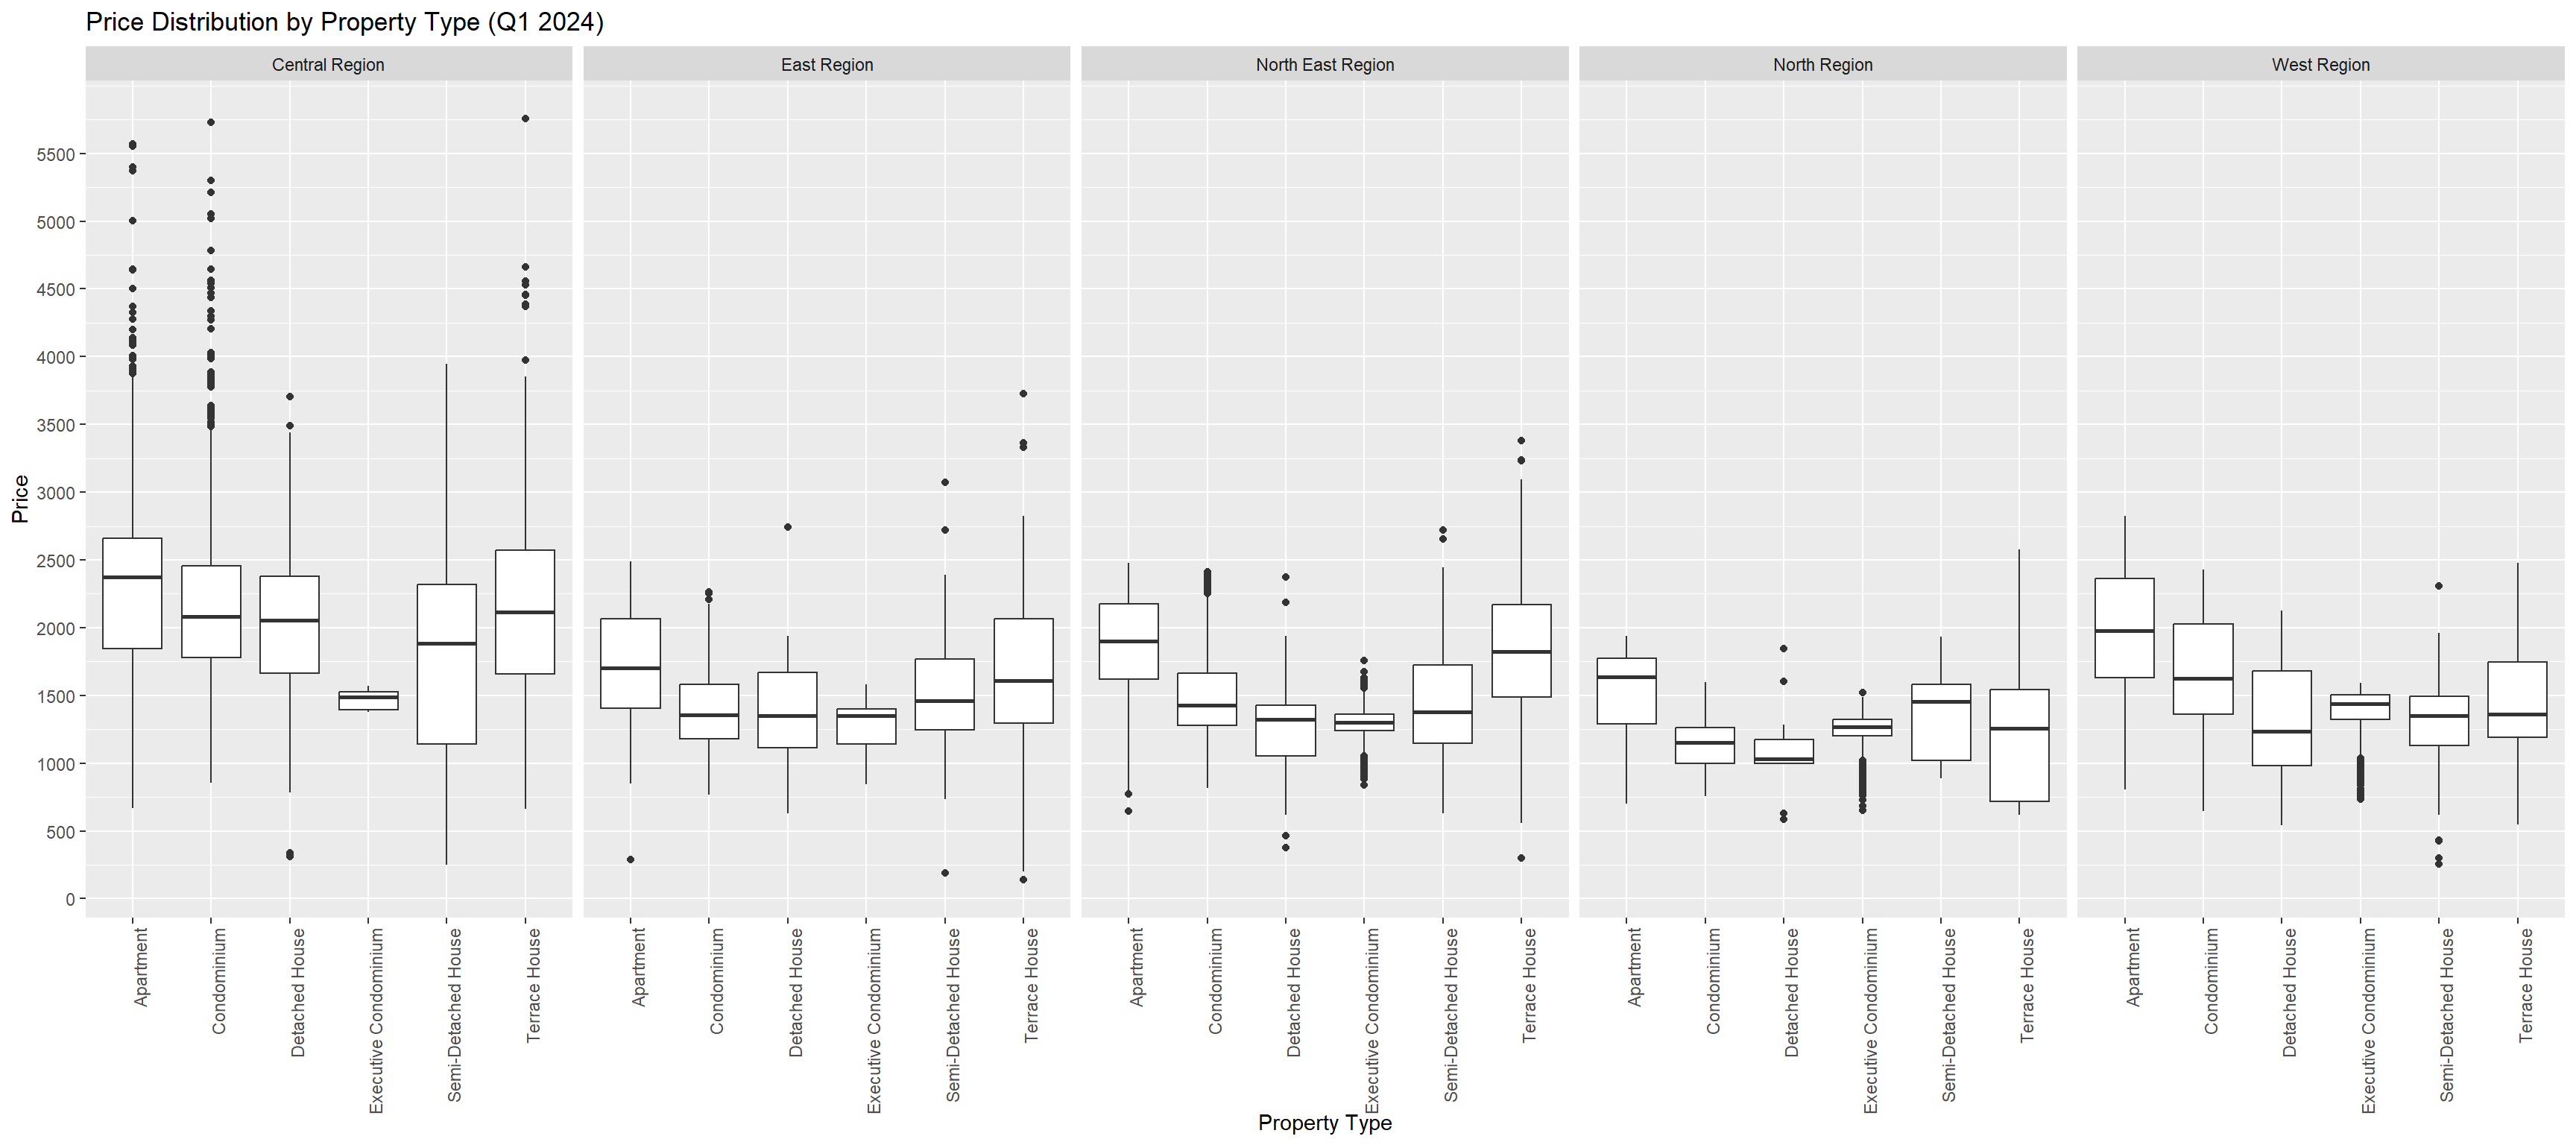 Price Distribution by Property Type (Q1 2024)
Central Region
East Region
North East Region
North Region
West Region
Price
5500
5000
4500
4000
3500
3000
2500
2000
1500
1000
500
0
Apartment
Condominium
Detached House
Executive Condominium
Semi-Detached House
Terrace House
Apartment
Condominium
Detached House
Executive Condominium
Semi-Detached House
Terrace House
Apartment
Condominium
Detached House
Executive Condominium
Semi-Detached House
Terrace House
Apartment
Condominium
Detached House
Executive Condominium
Semi-Detached House
Terrace House
Apartment
Condominium
Detached House
Executive Condominium
Semi-Detached House
Terrace House
Property Type